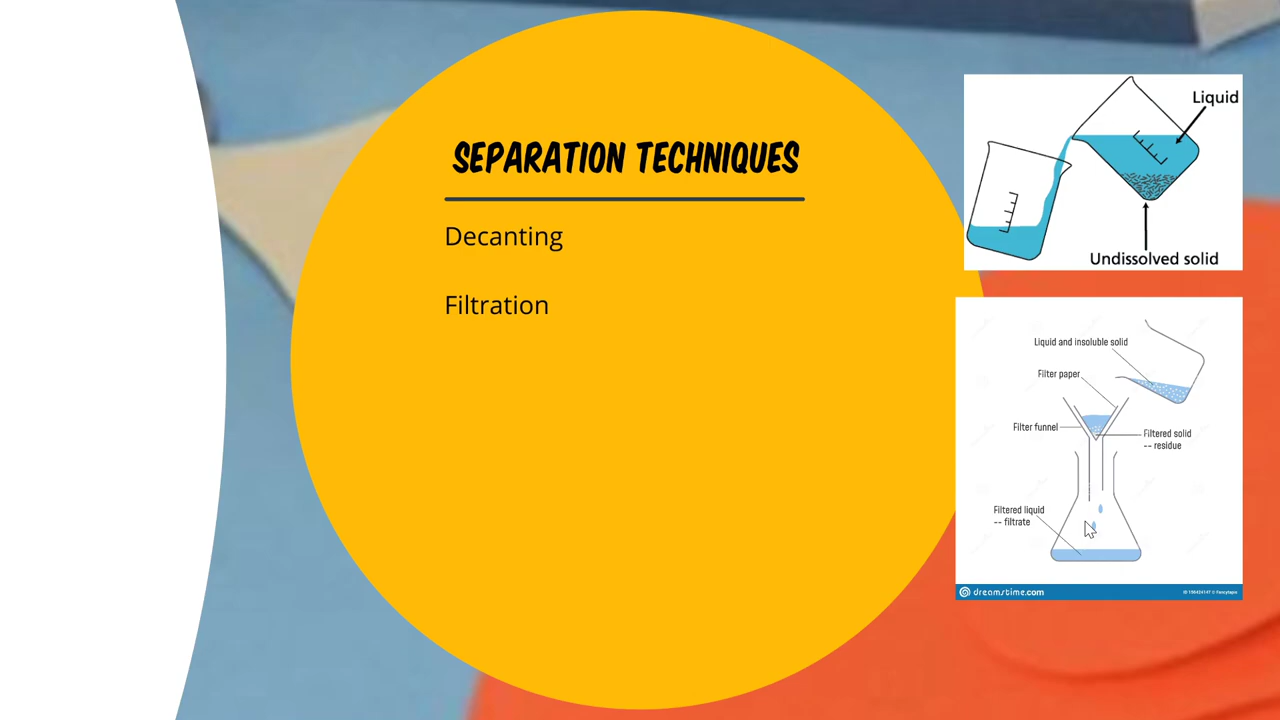 SEPARATION TECHNIQUES
Decanting
Filtration
Liquid
Undissolved solid
Liquid and insoluble solid
Filter paper
Filter funnel
Filtered solid
-- residue
Filtered liquid
-- filtrate
dreamstime.com